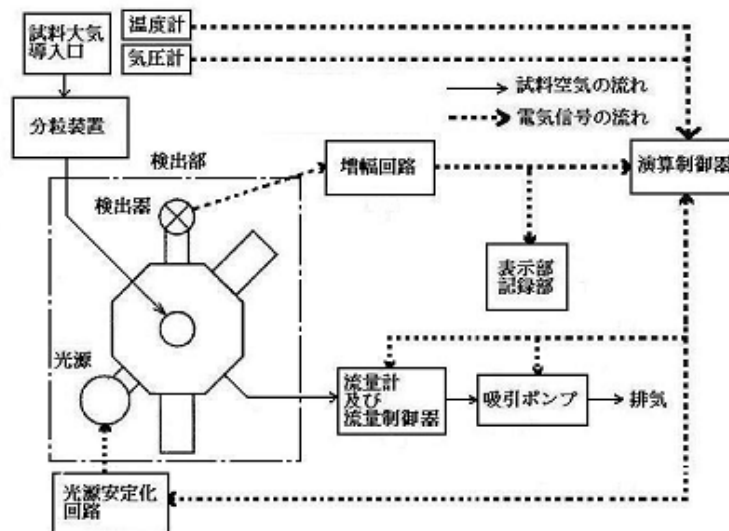 試料大気
導入口
温度計
気圧計
試料空気の流れ
電気信号の流れ
分粒装置
検出部
検出器
増幅回路
演算制御器
表示部
記録部
光源
流量計
及び
流量制御器
吸引ポンプ
排気
光源安定化
回路